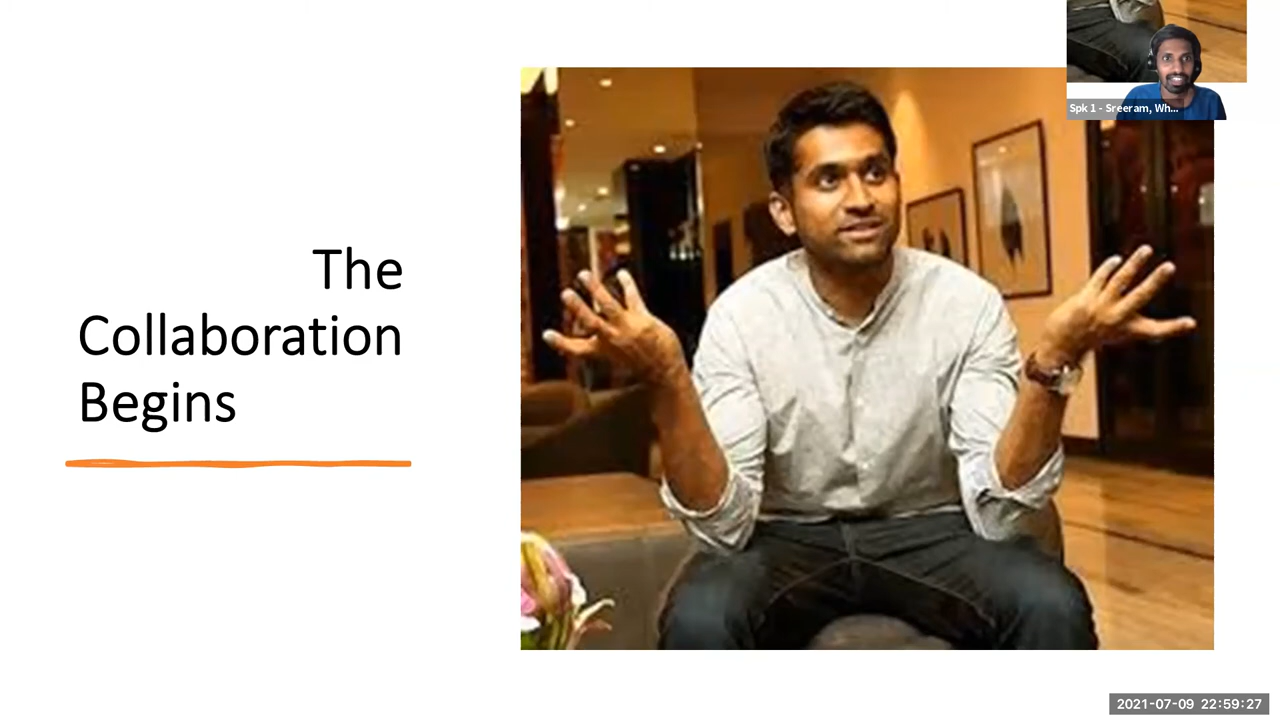 The
Collaboration
Begins
Spk 1 - Sreeram, Wh...
2021-07-09 22:59:27